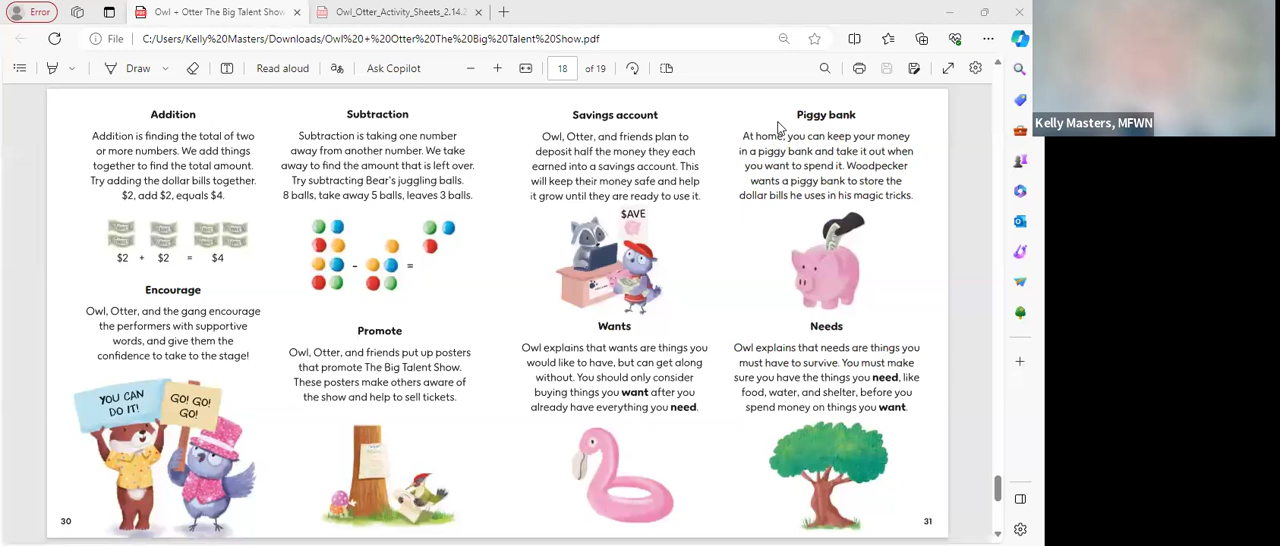 Error
Owl + Otter The Big Talent Show
Owl_Otter_Activity_Sheets_2.14.2
File
C:/Users/Kelly%20Masters/Downloads/Owl%20+%20Otter%20The%20Big%20Talent%20Show.pdf
Draw
Read aloud
Ask Copilot
18 of 19
Kelly Masters, MFWN
Addition
Addition is finding the total of two
or more numbers. We add things
together to find the total amount.
Try adding the dollar bills together.
$2, add $2, equals $4.
$2 + $2 = $4
Encourage
Owl, Otter, and the gang encourage
the performers with supportive
words, and give them the
confidence to take to the stage!
YOU CAN
DO IT!
GO! GO!
GO!
30
Subtraction
Subtraction is taking one number
away from another number. We take
away to find the amount that is left over.
Try subtracting Bear's juggling balls.
8 balls, take away 5 balls, leaves 3 balls.
- =
Promote
Owl, Otter, and friends put up posters
that promote The Big Talent Show.
These posters make others aware of
the show and help to sell tickets.
Savings account
Owl, Otter, and friends plan to
deposit half the money they each
earned into a savings account. This
will keep their money safe and help
it grow until they are ready to use it.
$AVE
Wants
Owl explains that wants are things you
would like to have, but can get along
without. You should only consider
buying things you want after you
already have everything you need.
Piggy bank
At home, you can keep your money
in a piggy bank and take it out when
you want to spend it. Woodpecker
wants a piggy bank to store the
dollar bills he uses in his magic tricks.
Needs
Owl explains that needs are things you
must have to survive. You must make
sure you have the things you need, like
food, water, and shelter, before you
spend money on things you want.
31